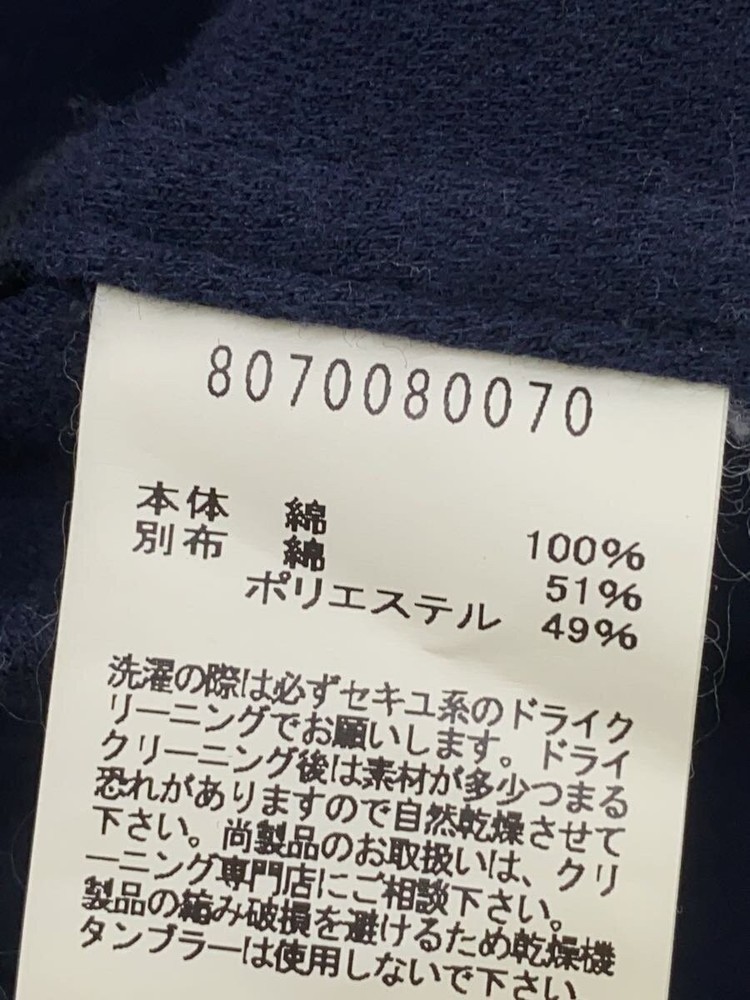 8070080070
本体 綿 100%
別布 綿 51%
ポリエステル 49%
洗濯の際は必ずセキユ系のドライク
リーニングでお願いします。ドライ
クリーニング後は素材が多少つまる
恐れがありますので自然乾燥させて
下さい。尚製品のお取扱いは、クリ
ーニング専門店にご相談下さい。
製品の縮み破損を避けるため乾燥機
タンブラーは使用しないで下さい